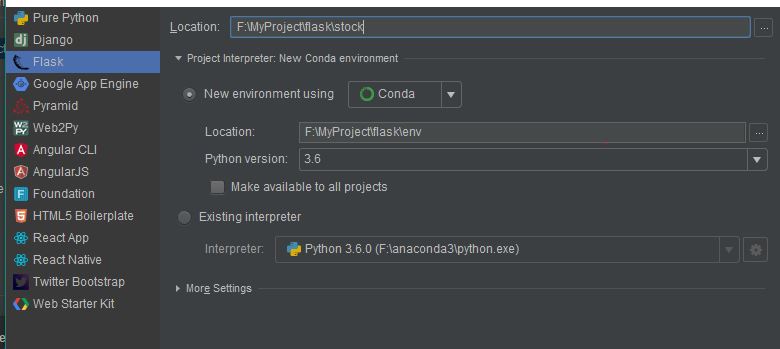 Pure Python
Django
Flask
Google App Engine
Pyramid
Web2Py
Angular CLI
AngularJS
Foundation
HTML5 Boilerplate
React App
React Native
Twitter Bootstrap
Web Starter Kit
Location: F:\MyProject\flask\stock ...
Project Interpreter: New Conda environment
New environment using Conda
Location: F:\MyProject\flask\env ...
Python version: 3.6
Make available to all projects
Existing interpreter
Interpreter: Python 3.6.0 (F:\anaconda3\python.exe)
More Settings